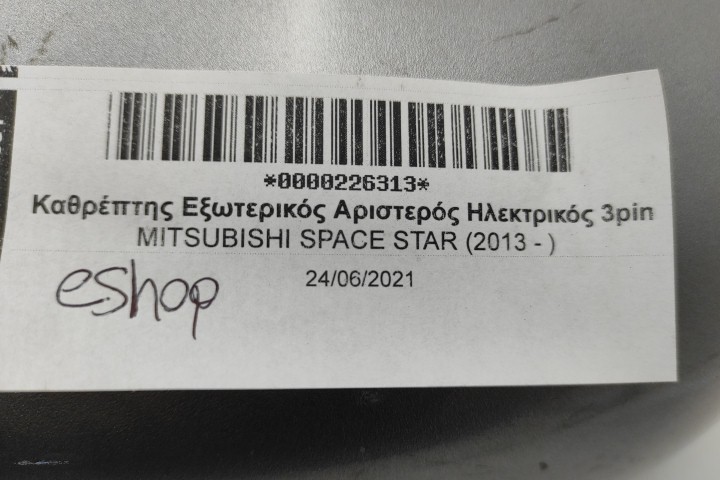 *0000226313*
Καθρέπτης Εξωτερικός Αριστερός Ηλεκτρικός 3pin
MITSUBISHI SPACE STAR (2013 - )
24/06/2021
eshop